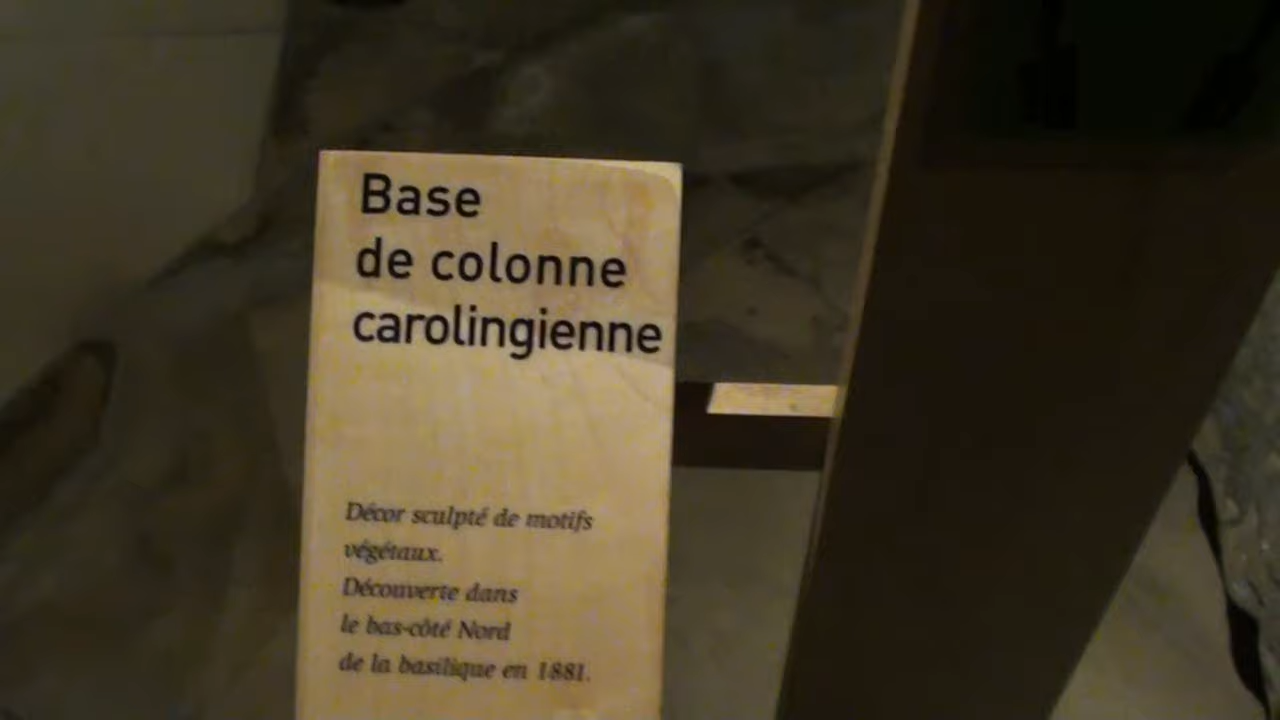 Base
de colonne
carolingienne
Décor sculpté de motifs
végétaux.
Découverte dans
le bas-côté Nord
de la basilique en 1881.